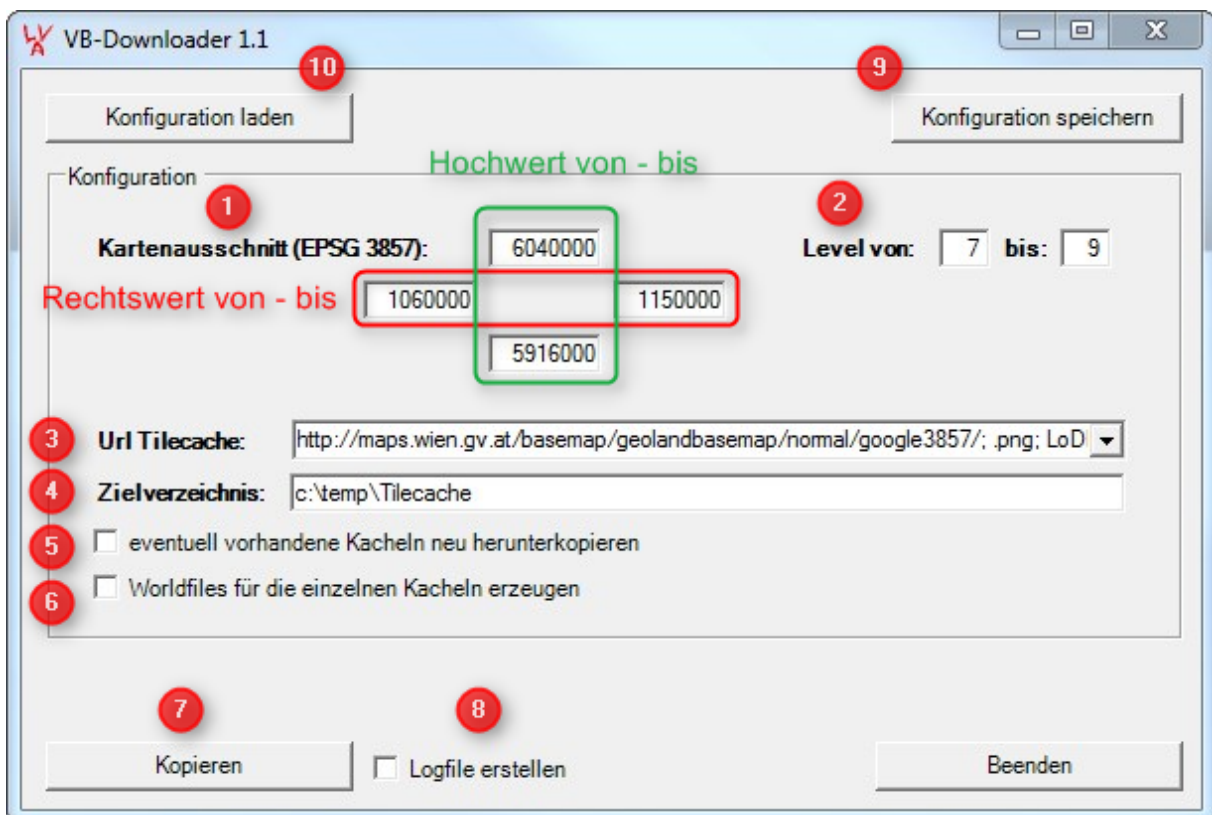 VB-Downloader 1.1
10
9
Konfiguration laden
Konfiguration speichern
Hochwert von - bis
Konfiguration
1
2
Kartenausschnitt (EPSG 3857): 6040000 Level von: 7 bis: 9
Rechtswert von - bis 1060000 1150000
5916000
3 Url Tilecache: http://maps.wien.gv.at/basemap/geolandbasemap/normal/google3857/; .png; LoD
4 Zielverzeichnis: c:\temp\Tilecache
5 eventuell vorhandene Kacheln neu herunterkopieren
6 Worldfiles für die einzelnen Kacheln erzeugen
7
8
Kopieren Logfile erstellen Beenden